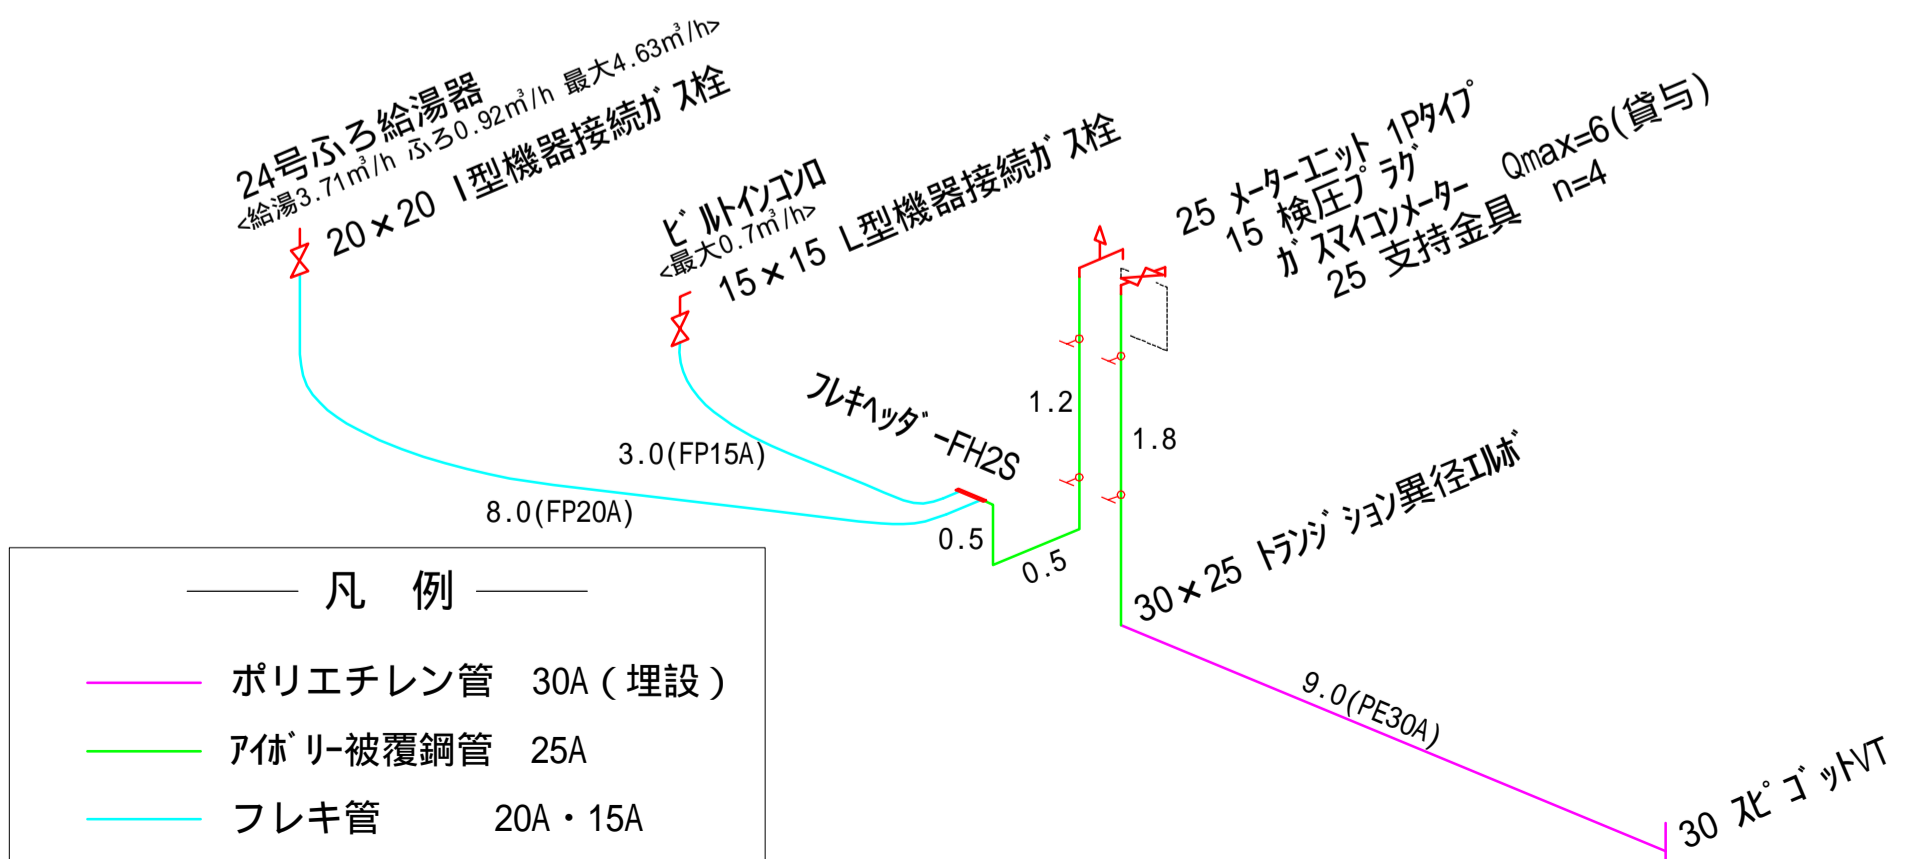 24号ふろ給湯器
<給湯3.71㎥/h ふろ0.92㎥/h 最大4.63㎥/h>
20×20 I型機器接続ｶﾞｽ栓
ﾋﾞﾙﾄｲﾝｺﾝﾛ
<最大0.7㎥/h>
15×15 L型機器接続ｶﾞｽ栓
25 ﾒｰﾀｰﾕﾆｯﾄ 1Pﾀｲﾌﾟ
15 検圧ﾌﾟﾗｸﾞ
ｶﾞｽﾏｲｺﾝﾒｰﾀｰ Qmax=6(貸与)
25 支持金具 n=4
ﾌﾚｷﾍｯﾀﾞｰFH2S
1.2
1.8
3.0(FP15A)
8.0(FP20A)
0.5
0.5
30×25 ﾄﾗﾝｼﾞｼｮﾝ異径ｴﾙﾎﾞ
9.0(PE30A)
30 ｽﾋﾟｺﾞｯﾄVT
凡 例
ポリエチレン管 30A（埋設）
ｱｲﾎﾞﾘｰ被覆鋼管 25A
フレキ管 20A・15A